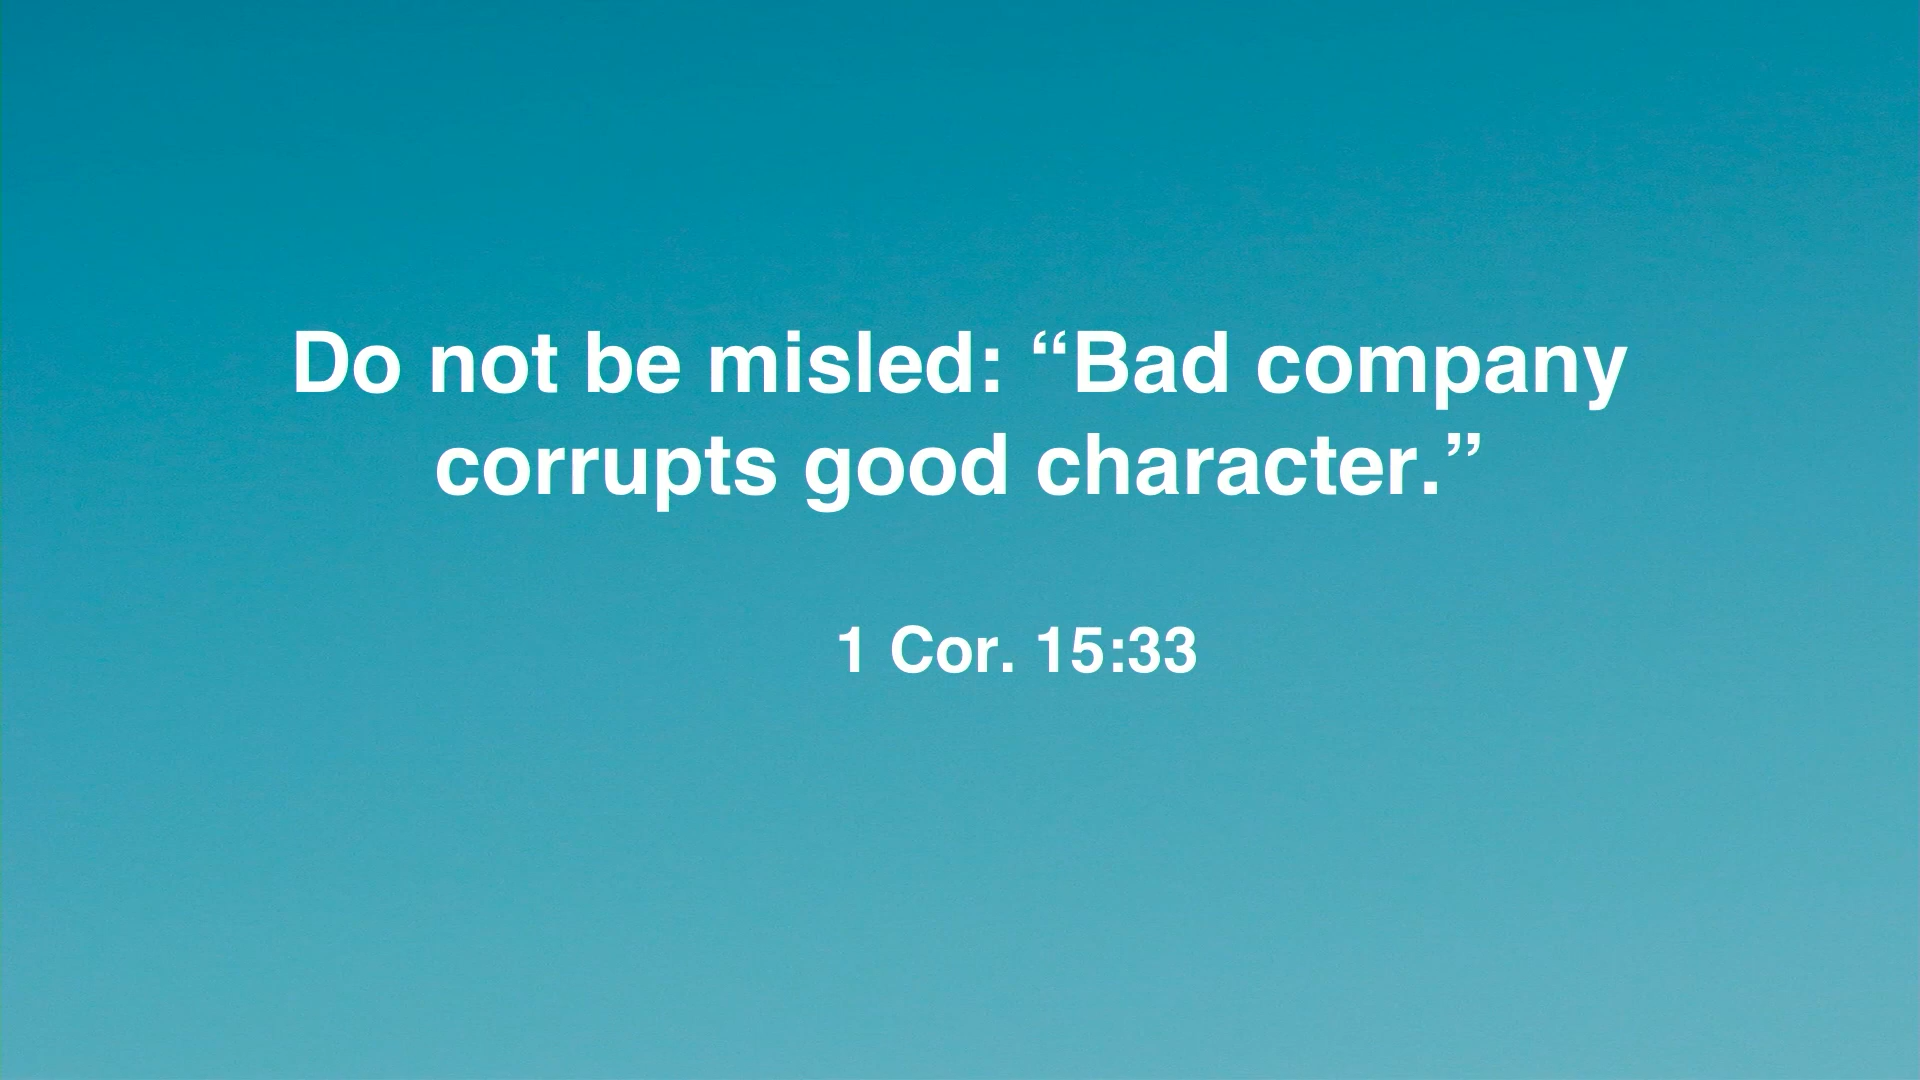 Do not be misled: “Bad company
corrupts good character.”
1 Cor. 15:33